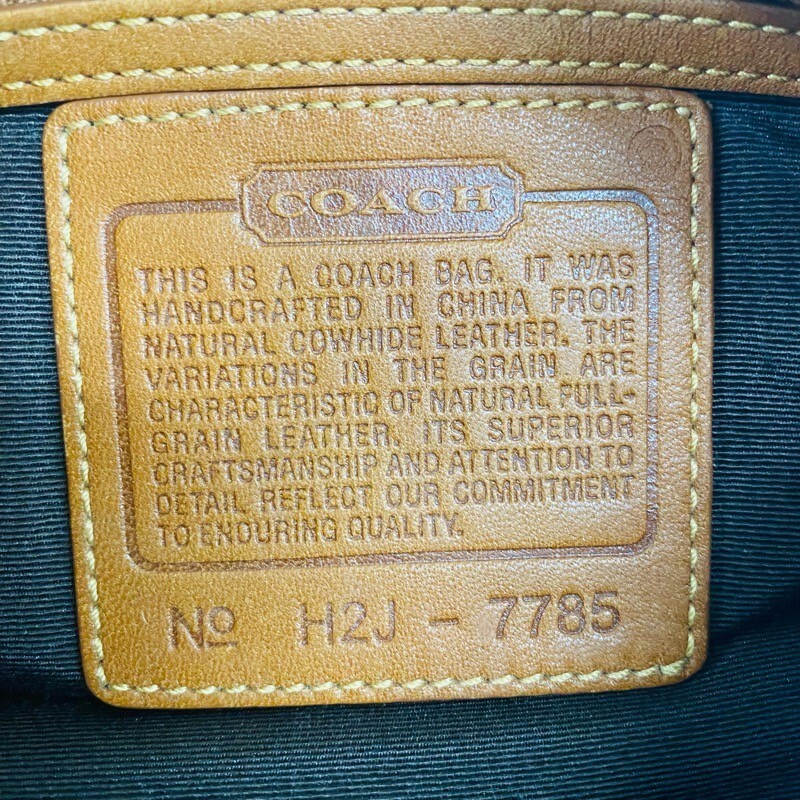 COACH
THIS IS A COACH BAG. IT WAS
HANDCRAFTED IN CHINA FROM
NATURAL COWHIDE LEATHER. THE
VARIATIONS IN THE GRAIN ARE
CHARACTERISTIC OF NATURAL FULL-
GRAIN LEATHER. ITS SUPERIOR
CRAFTSMANSHIP AND ATTENTION TO
DETAIL REFLECT OUR COMMITMENT
TO ENDURING QUALITY.
Nº H2J - 7785